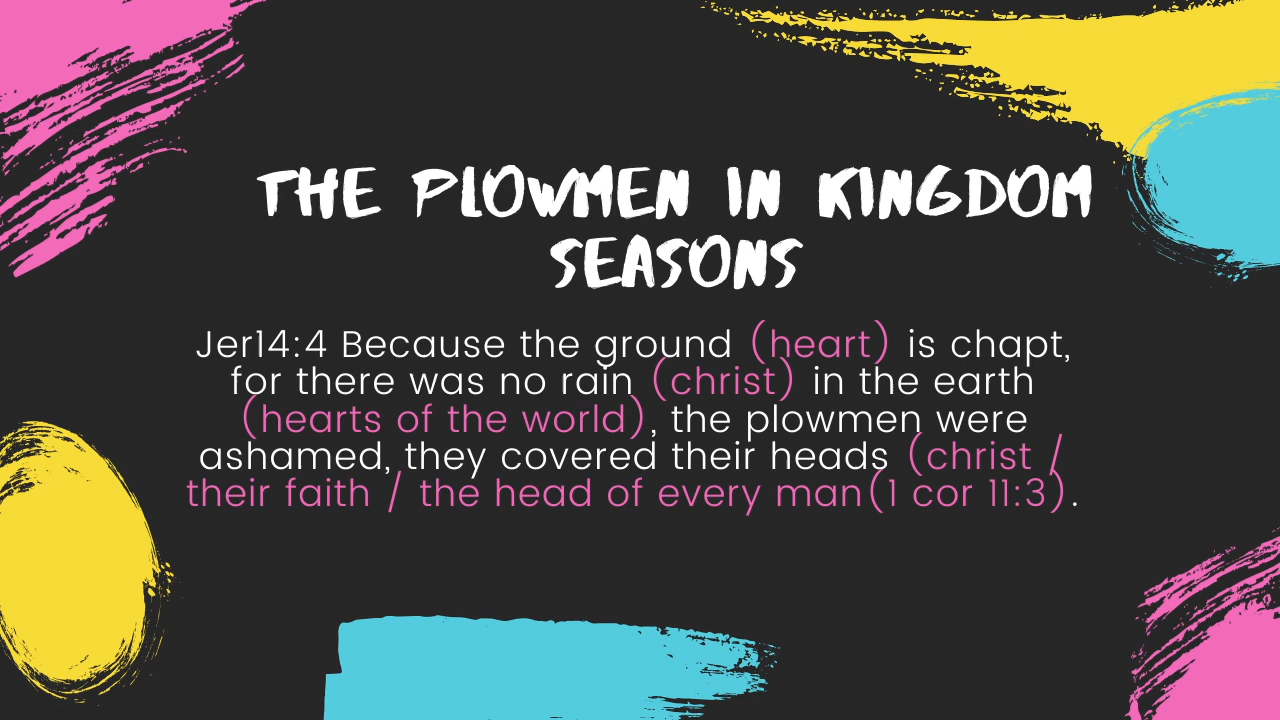 THE PLOWMEN IN KINGDOM
SEASONS
Jer14:4 Because the ground (heart) is chapt,
for there was no rain (christ) in the earth
(hearts of the world), the plowmen were
ashamed, they covered their heads (christ /
their faith / the head of every man(1 cor 11:3).